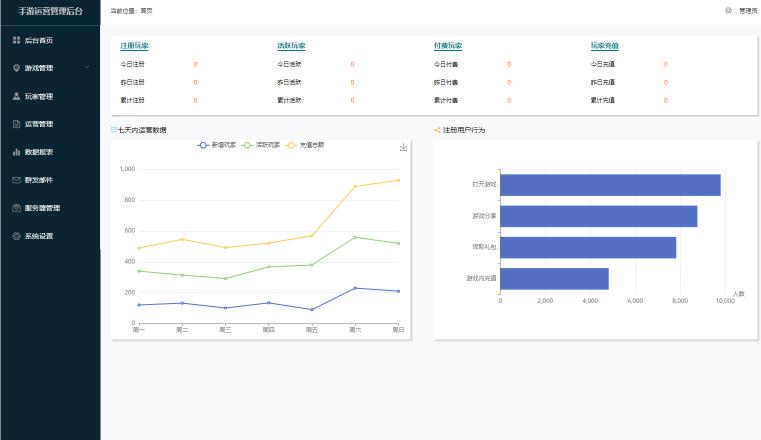 手游运营管理后台
当前位置：首页
管理员
后台首页
游戏管理
玩家管理
运营管理
数据报表
群发邮件
服务器管理
系统设置
注册玩家 活跃玩家 付费玩家 玩家充值
今日注册 0 今日活跃 0 今日付费 0 今日充值 0
昨日注册 0 昨日活跃 0 昨日付费 0 昨日充值 0
累计注册 0 累计活跃 0 累计付费 0 累计充值 0
七天内运营数据
新增玩家 活跃玩家 充值总额
1,000
800
600
400
200
0
周一 周二 周三 周四 周五 周六 周日
注册用户行为
打开游戏
游戏分享
领取礼包
游戏内充值
人数
0 2,000 4,000 6,000 8,000 10,000